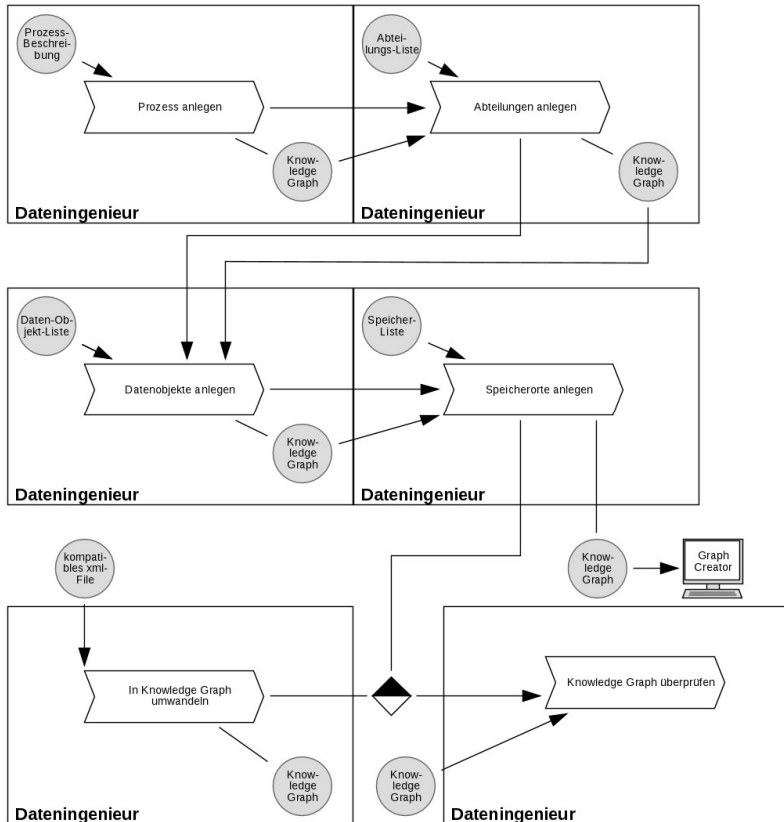 Prozess-
Beschrei-
bung
Abtei-
lungs-Liste
Prozess anlegen
Abteilungen anlegen
Know-
ledge
Graph
Know-
ledge
Graph
Dateningenieur
Dateningenieur
Daten-Ob-
jekt-Liste
Speicher-
Liste
Datenobjekte anlegen
Speicherorte anlegen
Know-
ledge
Graph
Dateningenieur
Dateningenieur
kompati-
bles xml-
File
Know-
ledge
Graph
Graph
Creator
In Knowledge Graph
umwandeln
Knowledge Graph überprüfen
Know-
ledge
Graph
Know-
ledge
Graph
Dateningenieur
Dateningenieur